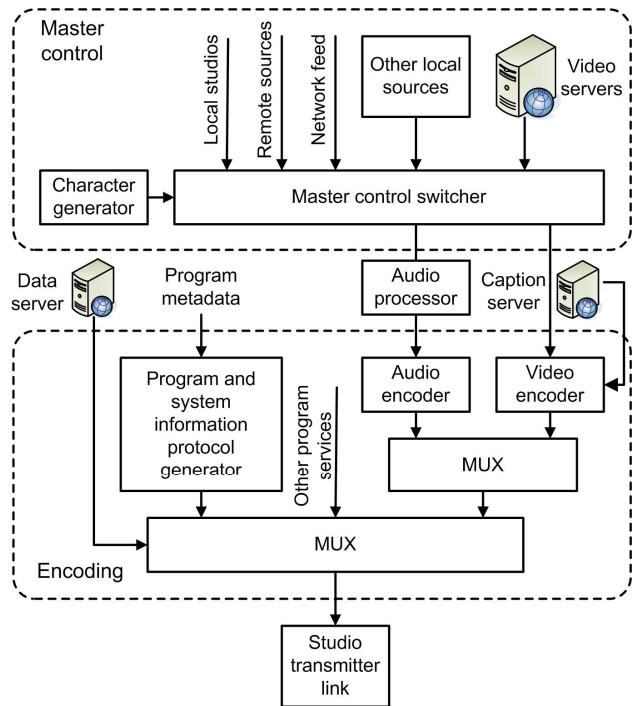 Master
control
Local studios
Remote sources
Network feed
Other local
sources
Video
servers
Character
generator
Master control switcher
Data
server
Program
metadata
Audio
processor
Caption
server
Program and
system
information
protocol
generator
Other program
services
Audio
encoder
Video
encoder
MUX
MUX
Encoding
Studio
transmitter
link